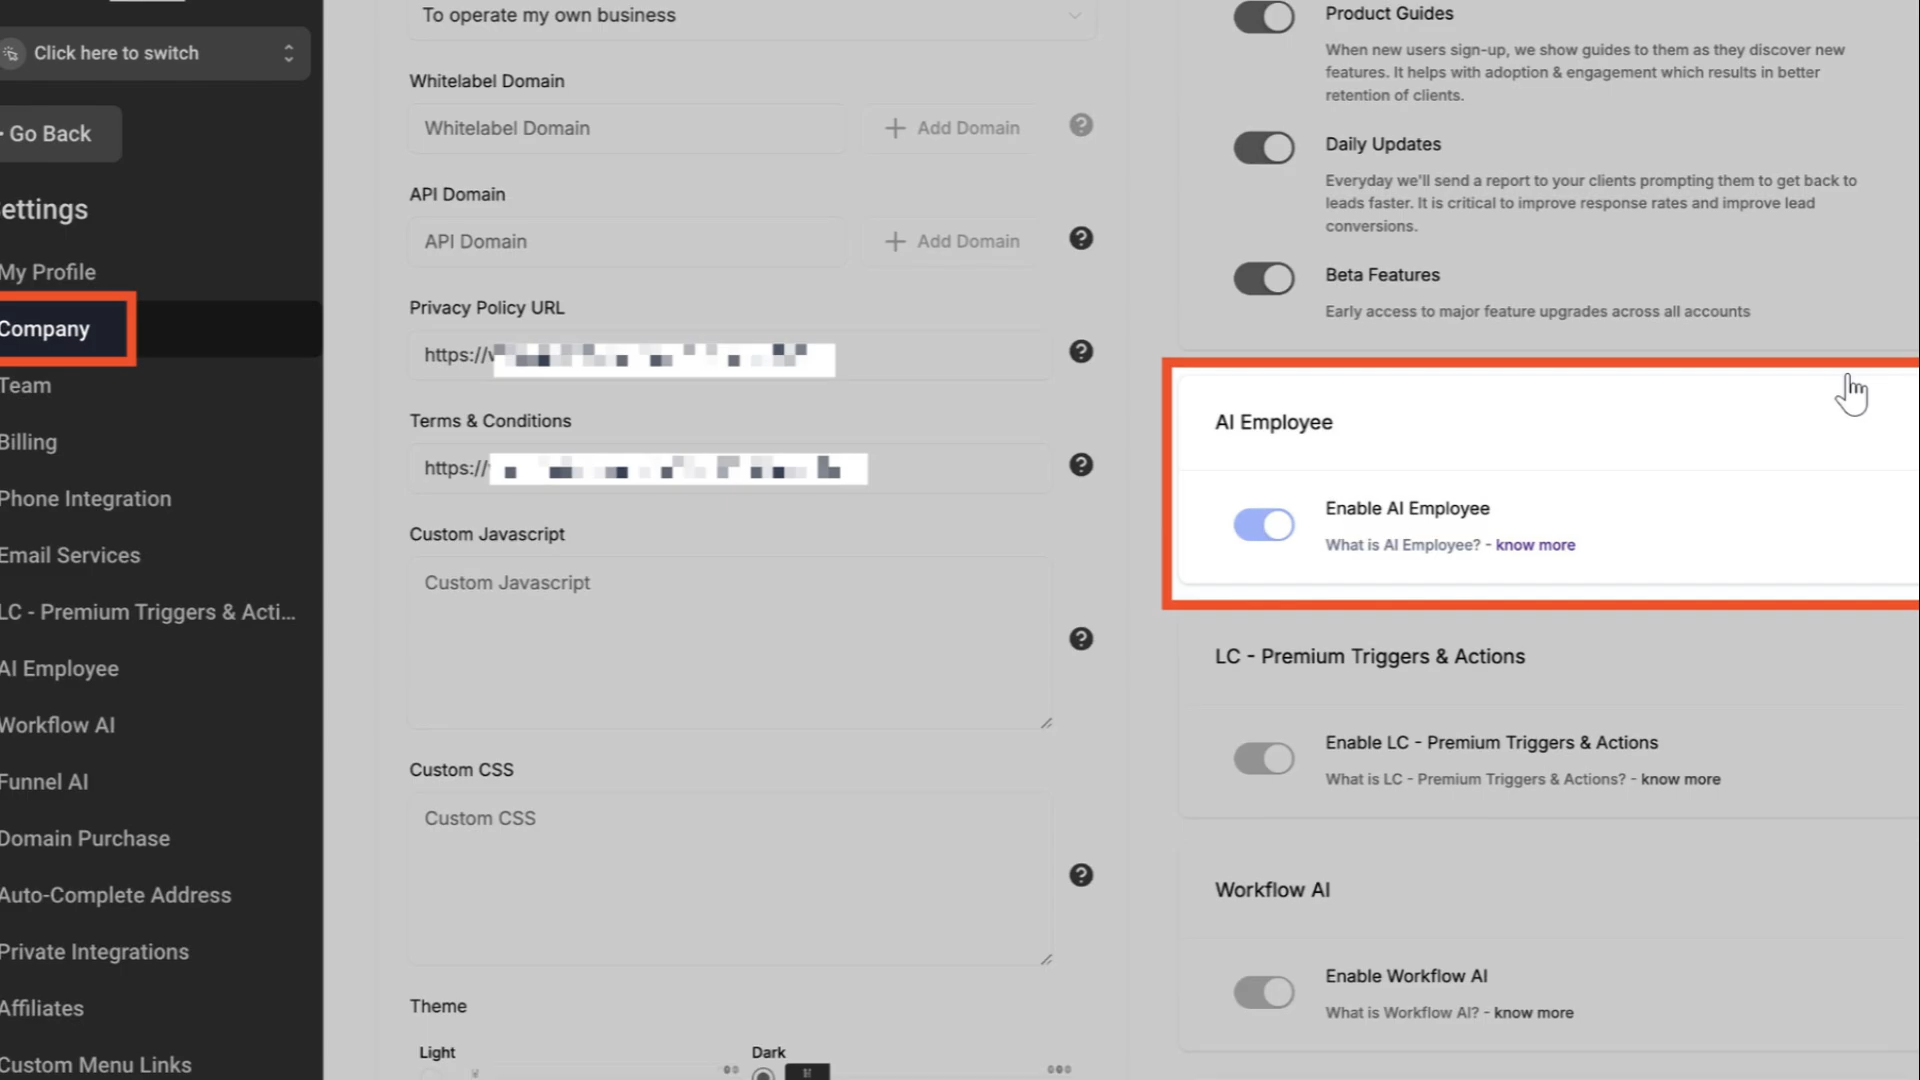 Click here to switch
Go Back
ettings
My Profile
Company
Team
Billing
Phone Integration
Email Services
LC - Premium Triggers & Acti...
AI Employee
Workflow AI
Funnel AI
Domain Purchase
Auto-Complete Address
Private Integrations
Affiliates
Custom Menu Links
To operate my own business
Whitelabel Domain
Whitelabel Domain
+ Add Domain
API Domain
API Domain
+ Add Domain
Privacy Policy URL
https://
Terms & Conditions
https://
Custom Javascript
Custom Javascript
Custom CSS
Custom CSS
Theme
Light
Dark
Product Guides
When new users sign-up, we show guides to them as they discover new
features. It helps with adoption & engagement which results in better
retention of clients.
Daily Updates
Everyday we'll send a report to your clients prompting them to get back to
leads faster. It is critical to improve response rates and improve lead
conversions.
Beta Features
Early access to major feature upgrades across all accounts
AI Employee
Enable AI Employee
What is AI Employee? - know more
LC - Premium Triggers & Actions
Enable LC - Premium Triggers & Actions
What is LC - Premium Triggers & Actions? - know more
Workflow AI
Enable Workflow AI
What is Workflow AI? - know more